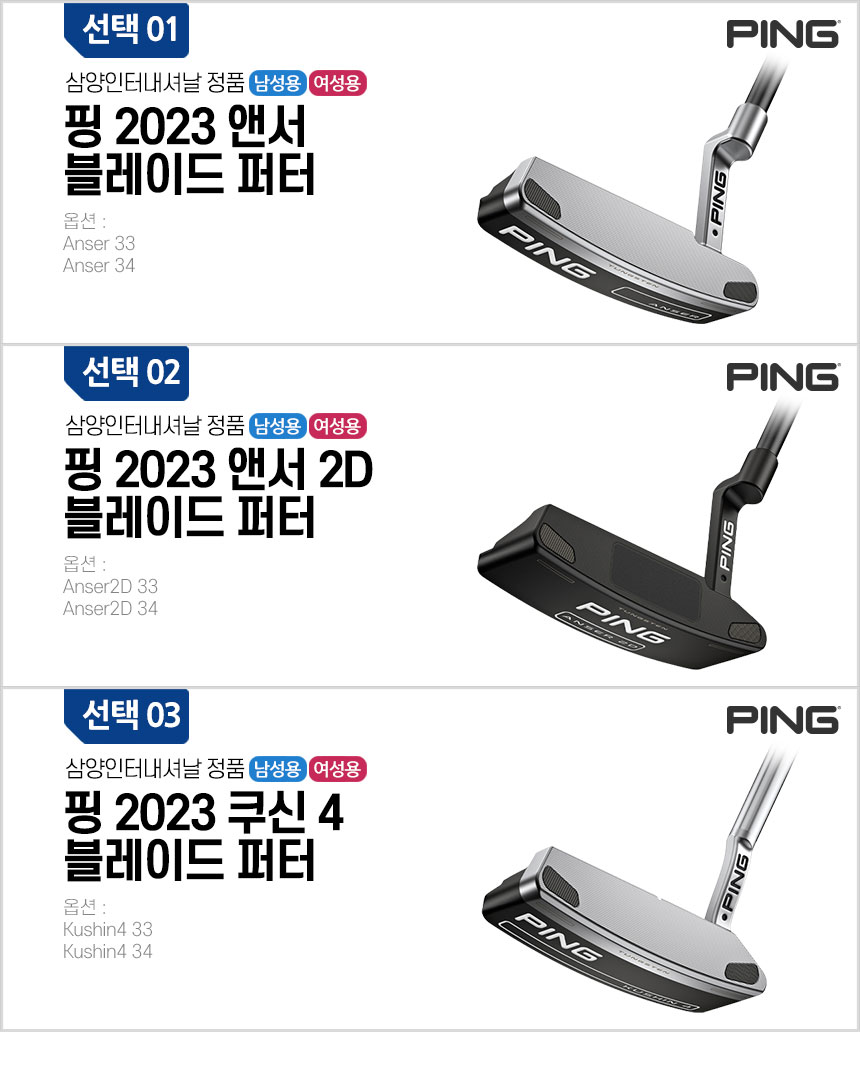 선택 01
PING
삼양인터내셔날 정품 남성용 여성용
핑 2023 앤서
블레이드 퍼터
옵션 :
Anser 33
Anser 34
PING
PING
TUNGSTEN
ANSER
선택 02
PING
삼양인터내셔날 정품 남성용 여성용
핑 2023 앤서 2D
블레이드 퍼터
옵션 :
Anser2D 33
Anser2D 34
PING
TUNGSTEN
PING
ANSER 2D
선택 03
PING
삼양인터내셔날 정품 남성용 여성용
핑 2023 쿠신 4
블레이드 퍼터
옵션 :
Kushin4 33
Kushin4 34
PING
PING
TUNGSTEN
KUSHIN 4